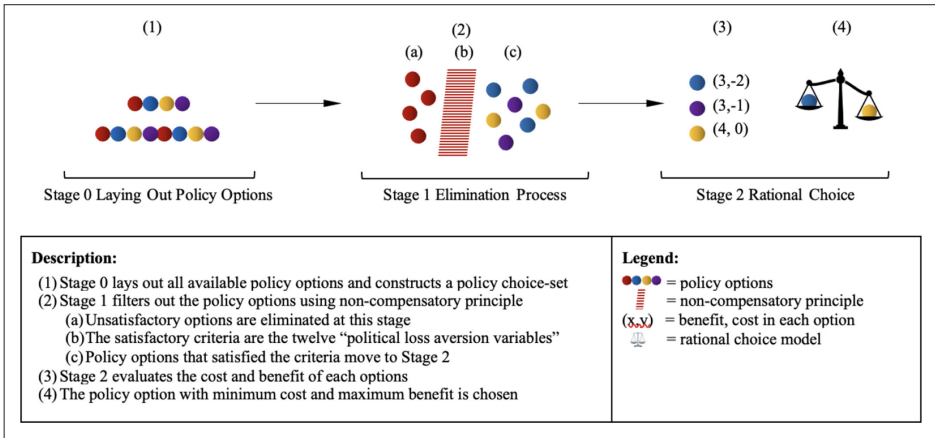 (1)
(2)
(3)
(4)
(a)
(b)
(c)
(3,-2)
(3,-1)
(4, 0)
Stage 0 Laying Out Policy Options
Stage 1 Elimination Process
Stage 2 Rational Choice
Description:
(1) Stage 0 lays out all available policy options and constructs a policy choice-set
(2) Stage 1 filters out the policy options using non-compensatory principle
(a) Unsatisfactory options are eliminated at this stage
(b) The satisfactory criteria are the twelve “political loss aversion variables”
(c) Policy options that satisfied the criteria move to Stage 2
(3) Stage 2 evaluates the cost and benefit of each options
(4) The policy option with minimum cost and maximum benefit is chosen
Legend:
= policy options
= non-compensatory principle
(x,y) = benefit, cost in each option
= rational choice model